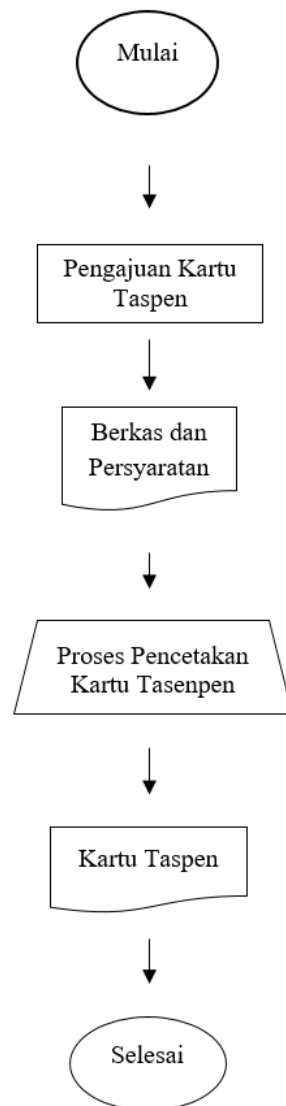 Mulai
Pengajuan Kartu
Taspen
Berkas dan
Persyaratan
Proses Pencetakan
Kartu Tasenpen
Kartu Taspen
Selesai